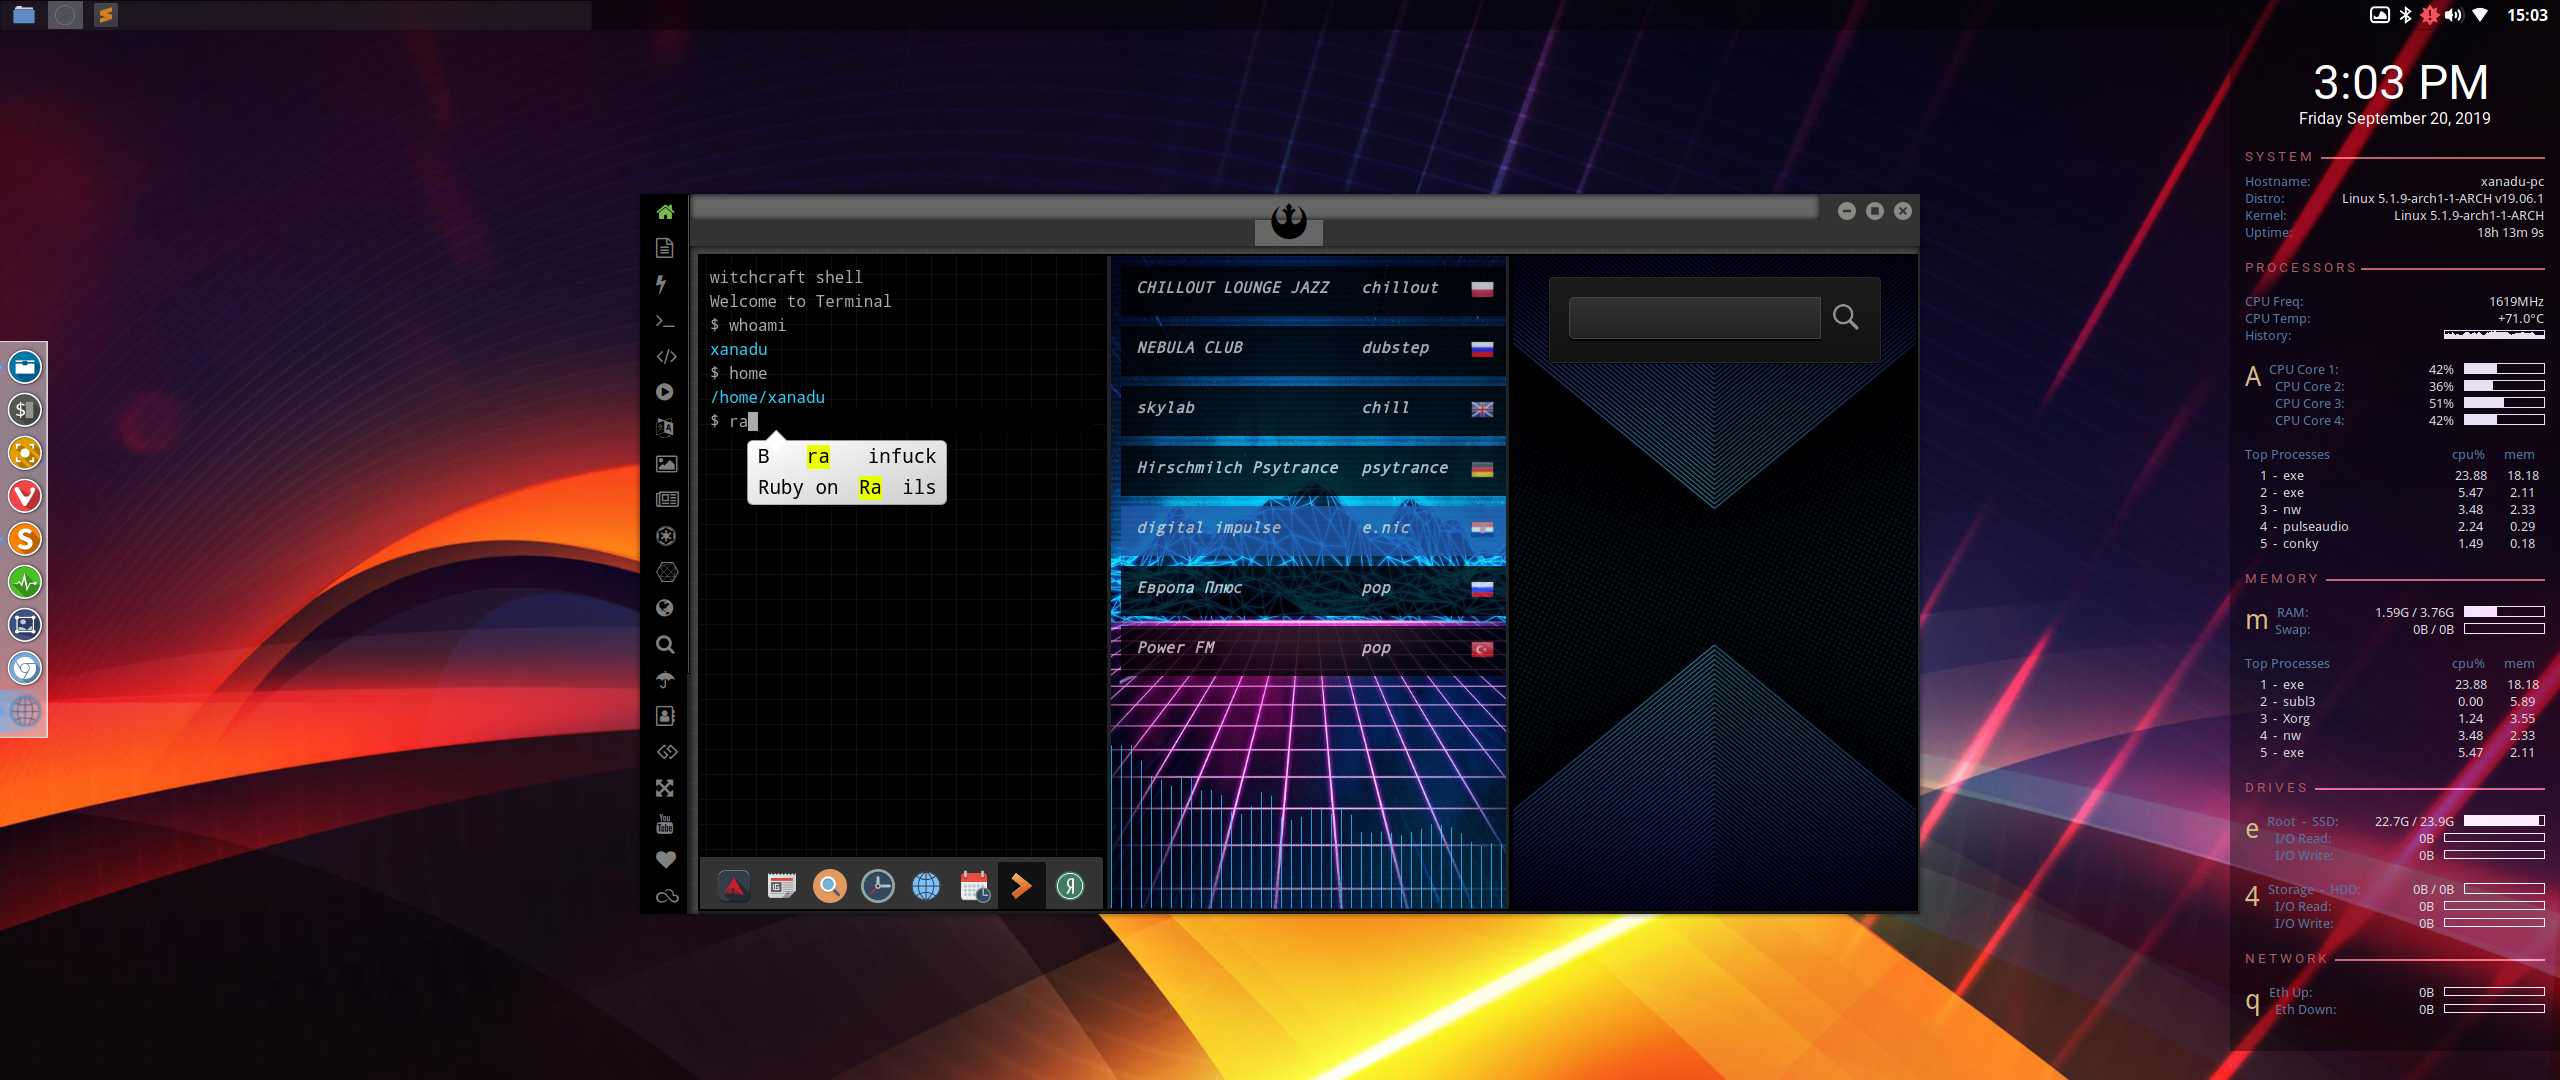 15:03
3:03 PM
Friday September 20, 2019
SYSTEM
Hostname: xanadu-pc
Distro: Linux 5.1.9-arch1-1-ARCH v19.06.1
Kernel: Linux 5.1.9-arch1-1-ARCH
Uptime: 18h 13m 9s
PROCESSORS
CPU Freq: 1619MHz
CPU Temp: +71.0°C
History:
A CPU Core 1: 42%
CPU Core 2: 36%
CPU Core 3: 51%
CPU Core 4: 42%
Top Processes cpu% mem
1 - exe 23.88 18.18
2 - exe 5.47 2.11
3 - nw 3.48 2.33
4 - pulseaudio 2.24 0.29
5 - conky 1.49 0.18
MEMORY
m RAM: 1.59G / 3.76G
Swap: 0B / 0B
Top Processes cpu% mem
1 - exe 23.88 18.18
2 - subl3 0.00 5.89
3 - Xorg 1.24 3.55
4 - nw 3.48 2.33
5 - exe 5.47 2.11
DRIVES
e Root - SSD: 22.7G / 23.9G
I/O Read: 0B
I/O Write: 0B
4 Storage - HDD: 0B / 0B
I/O Read: 0B
I/O Write: 0B
NETWORK
q Eth Up: 0B
Eth Down: 0B
witchcraft shell
Welcome to Terminal
$ whoami
xanadu
$ home
/home/xanadu
$ ra
B ra infuck
Ruby on Ra ils
CHILLOUT LOUNGE JAZZ chillout
NEBULA CLUB dubstep
skylab chill
Hirschmilch Psytrance psytrance
digital impulse e.nic
Европа Плюс pop
Power FM pop
You Tube